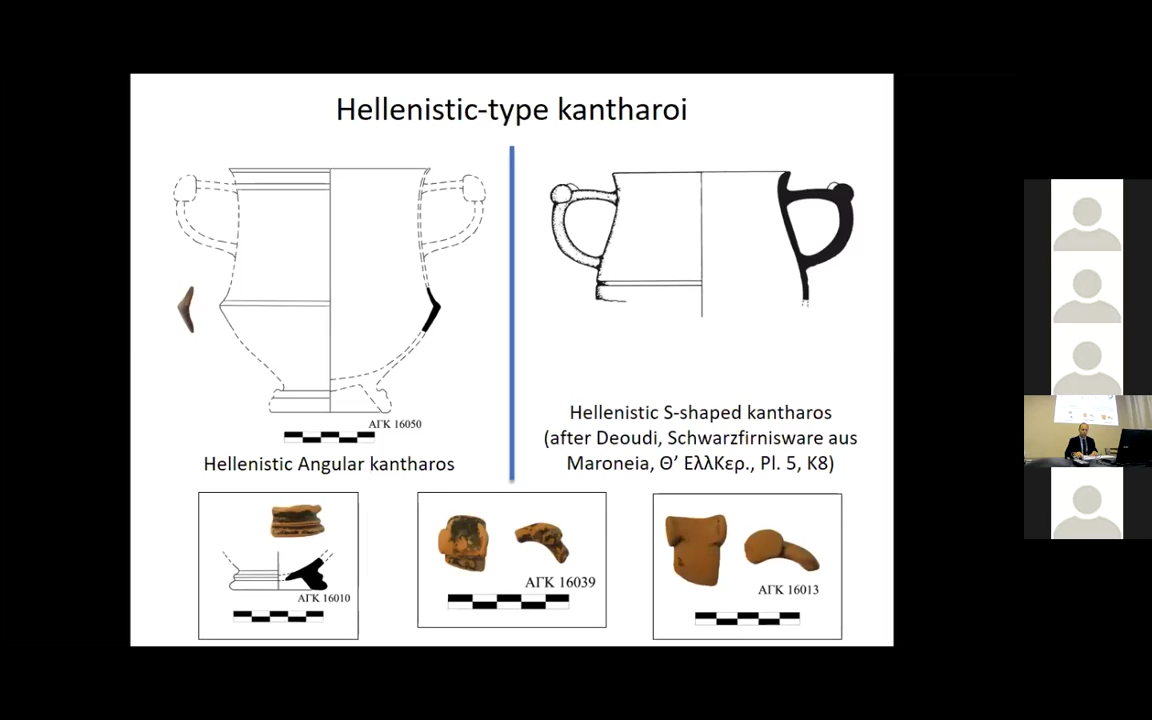 Hellenistic-type kantharoi
ΑΓΚ 16050
Hellenistic Angular kantharos
Hellenistic S-shaped kantharos
(after Deoudi, Schwarzfirnisware aus
Maroneia, Θ’ ΕλλΚερ., Pl. 5, K8)
ΑΓΚ 16010
ΑΓΚ 16039
ΑΓΚ 16013